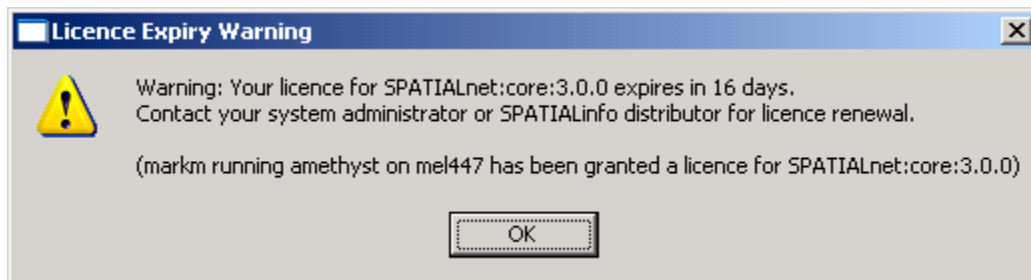 Licence Expiry Warning
Warning: Your licence for SPATIALnet:core:3.0.0 expires in 16 days.
Contact your system administrator or SPATIALinfo distributor for licence renewal.
(markm running amethyst on mel447 has been granted a licence for SPATIALnet:core:3.0.0)
OK